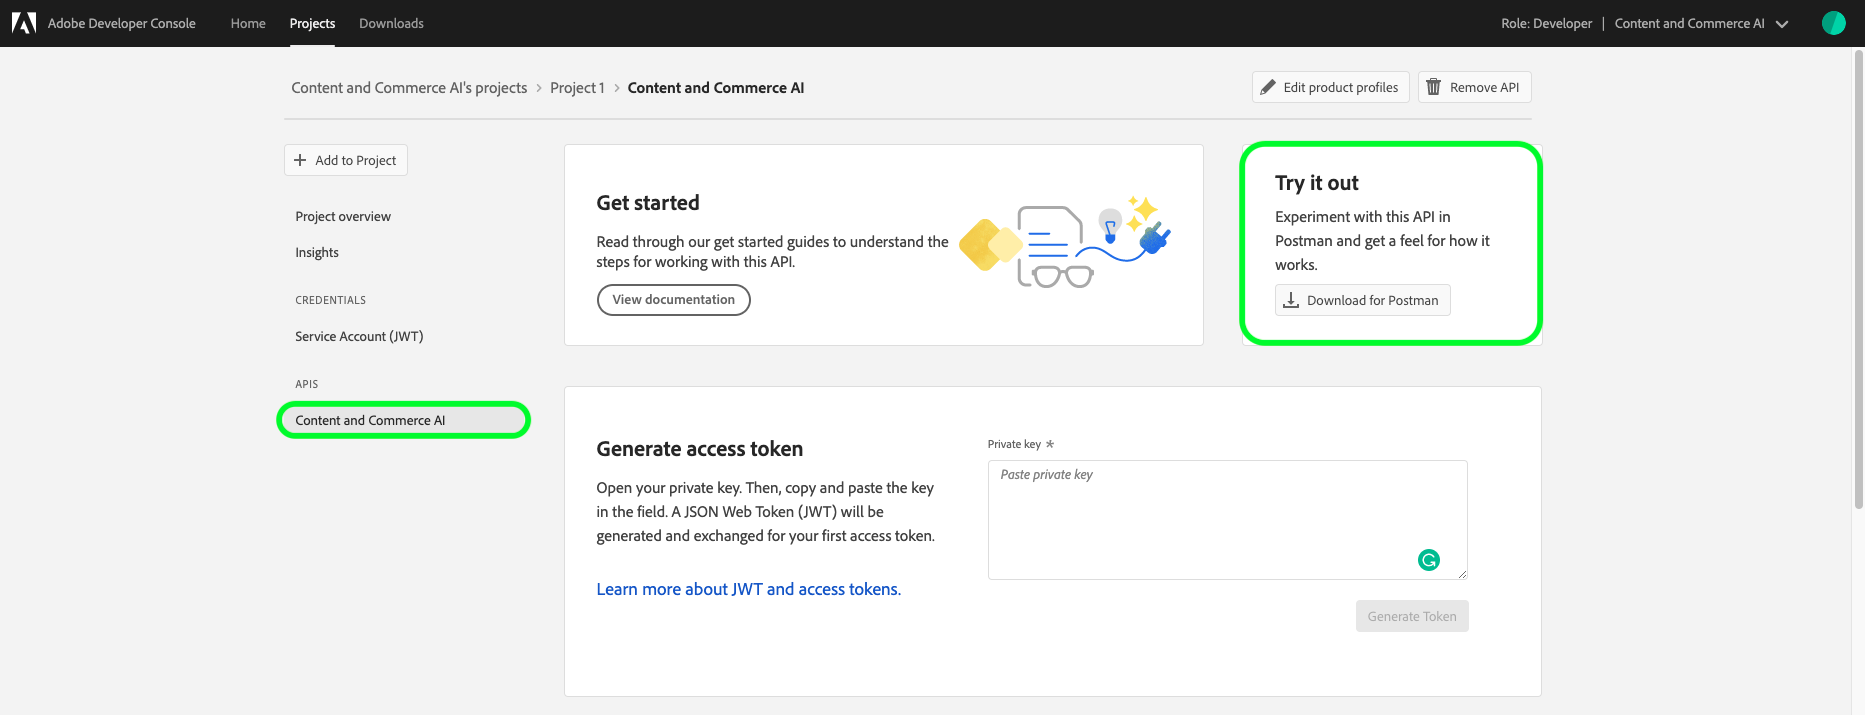 Adobe Developer Console
Home
Projects
Downloads
Role: Developer | Content and Commerce AI
Content and Commerce AI's projects > Project 1 > Content and Commerce AI
Edit product profiles
Remove API
Add to Project
Project overview
Insights
CREDENTIALS
Service Account (JWT)
APIS
Content and Commerce AI
Get started
Read through our get started guides to understand the
steps for working with this API.
View documentation
Try it out
Experiment with this API in
Postman and get a feel for how it
works.
Download for Postman
Generate access token
Open your private key. Then, copy and paste the key
in the field. A JSON Web Token (JWT) will be
generated and exchanged for your first access token.
Learn more about JWT and access tokens.
Private key *
Paste private key
Generate Token